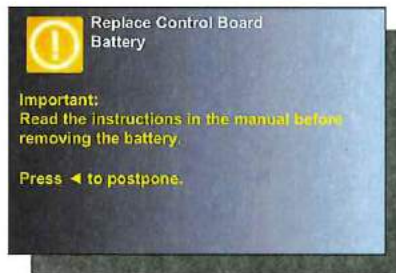 Replace Control Board
Battery
Important:
Read the instructions in the manual before
removing the battery.
Press ◄ to postpone.